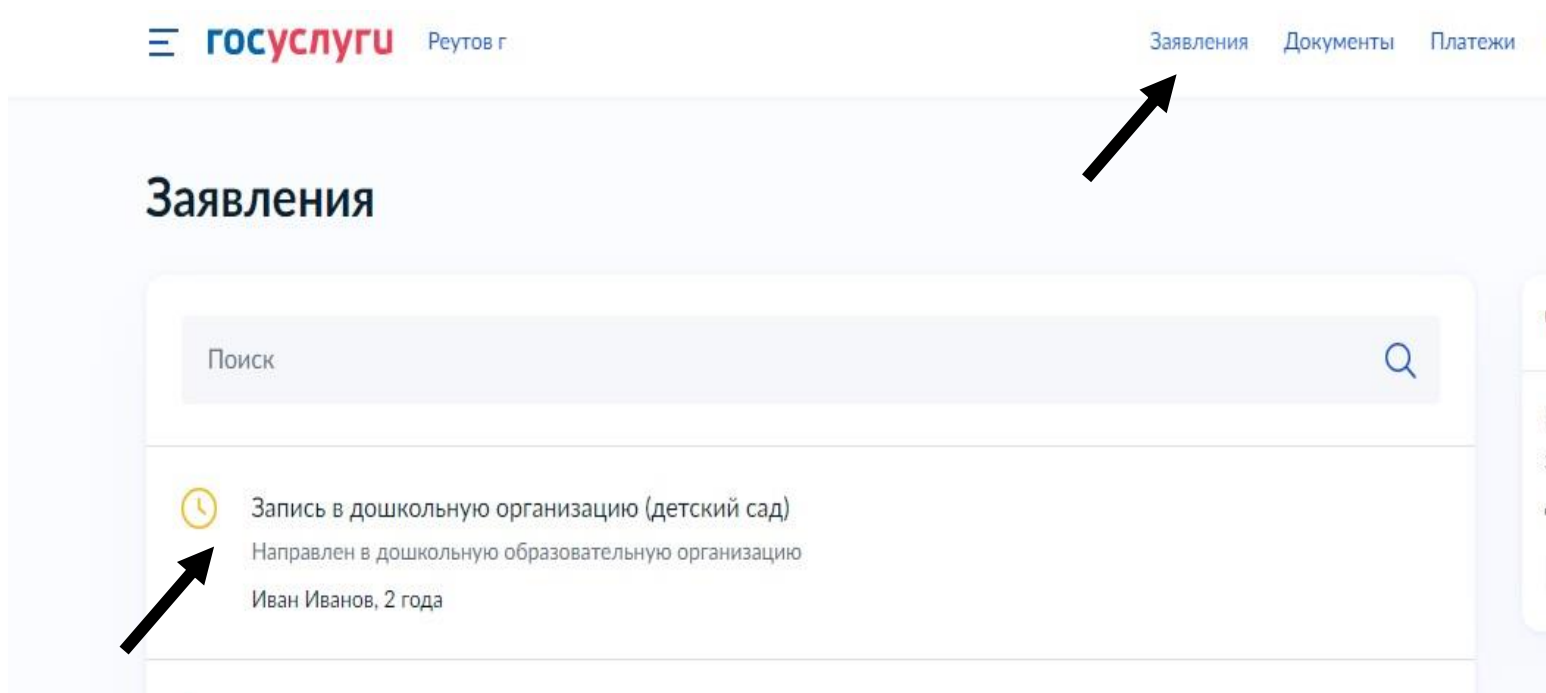 госуслуги Реутов г Заявления Документы Платежи
Заявления
Поиск
Запись в дошкольную организацию (детский сад)
Направлен в дошкольную образовательную организацию
Иван Иванов, 2 года